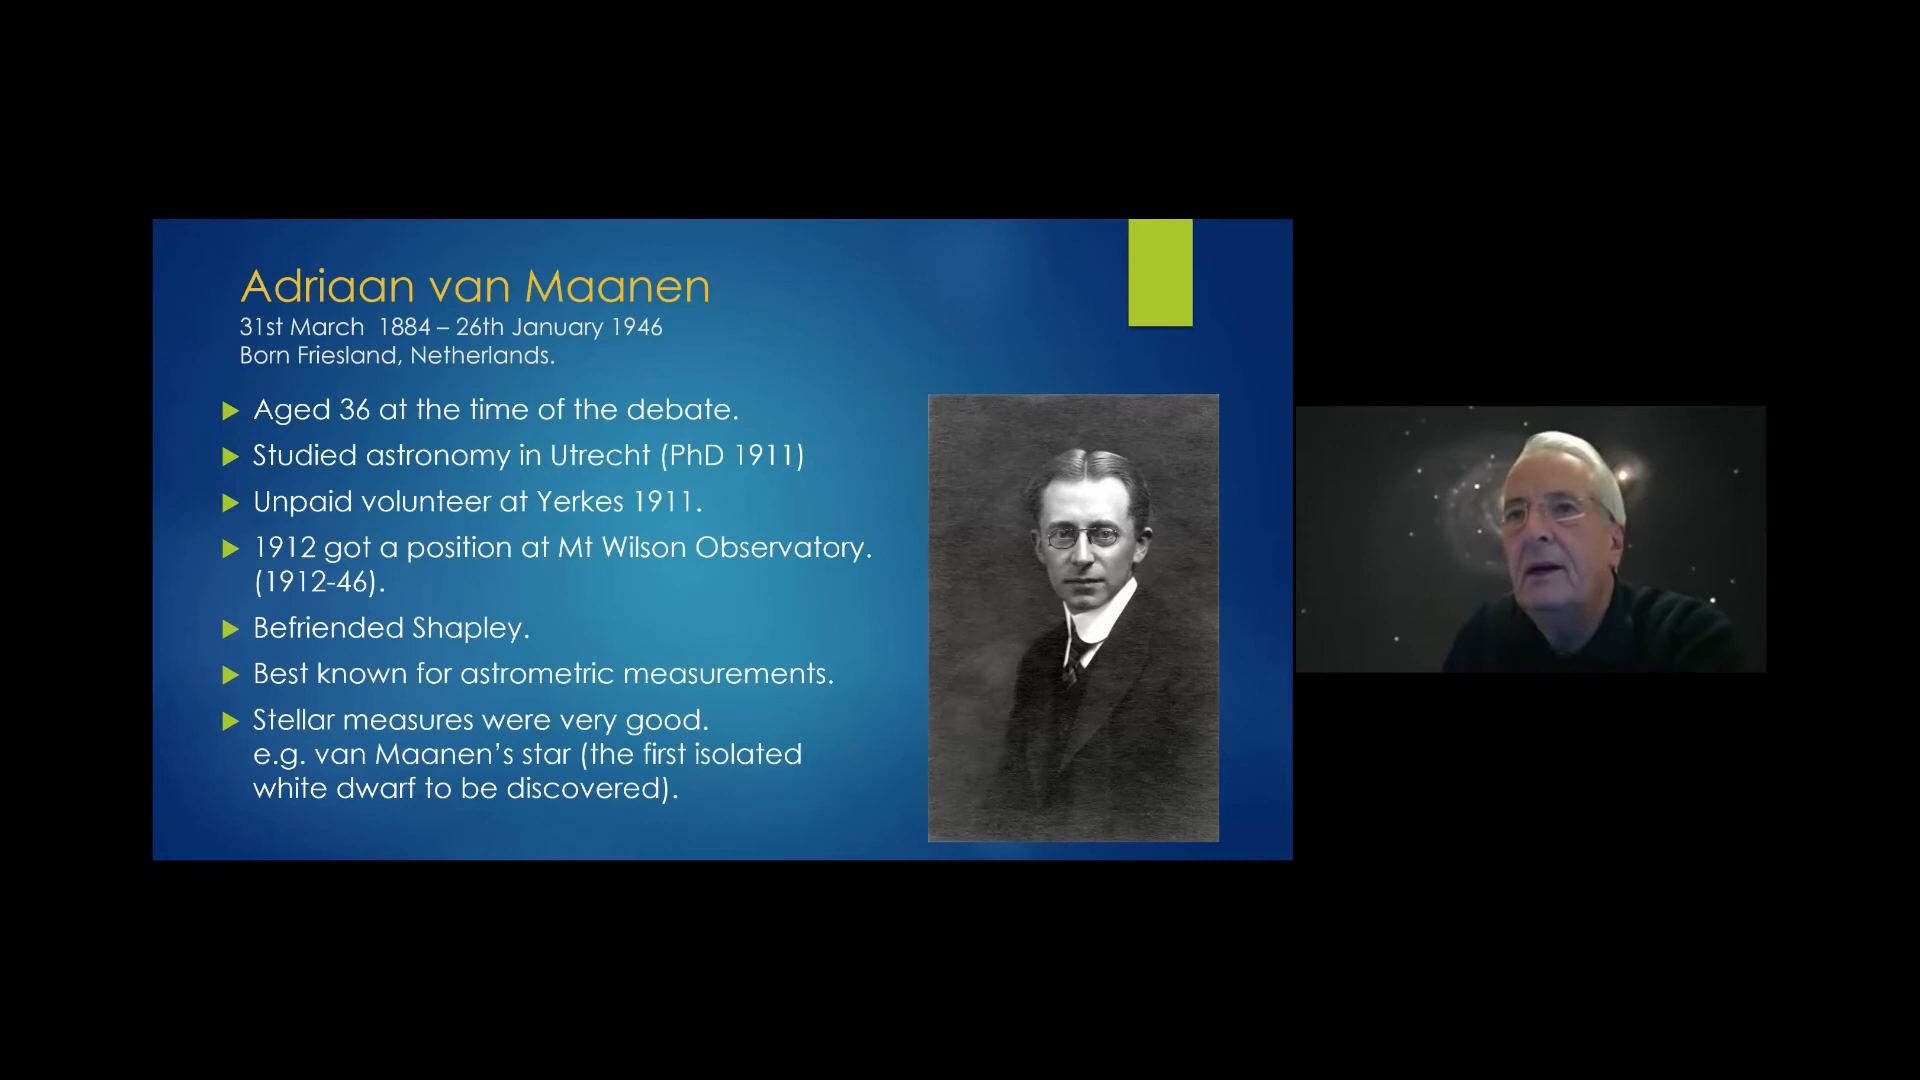 Adriaan van Maanen
31st March 1884 – 26th January 1946
Born Friesland, Netherlands.
Aged 36 at the time of the debate.
Studied astronomy in Utrecht (PhD 1911)
Unpaid volunteer at Yerkes 1911.
1912 got a position at Mt Wilson Observatory.
(1912-46).
Befriended Shapley.
Best known for astrometric measurements.
Stellar measures were very good.
e.g. van Maanen’s star (the first isolated
white dwarf to be discovered).